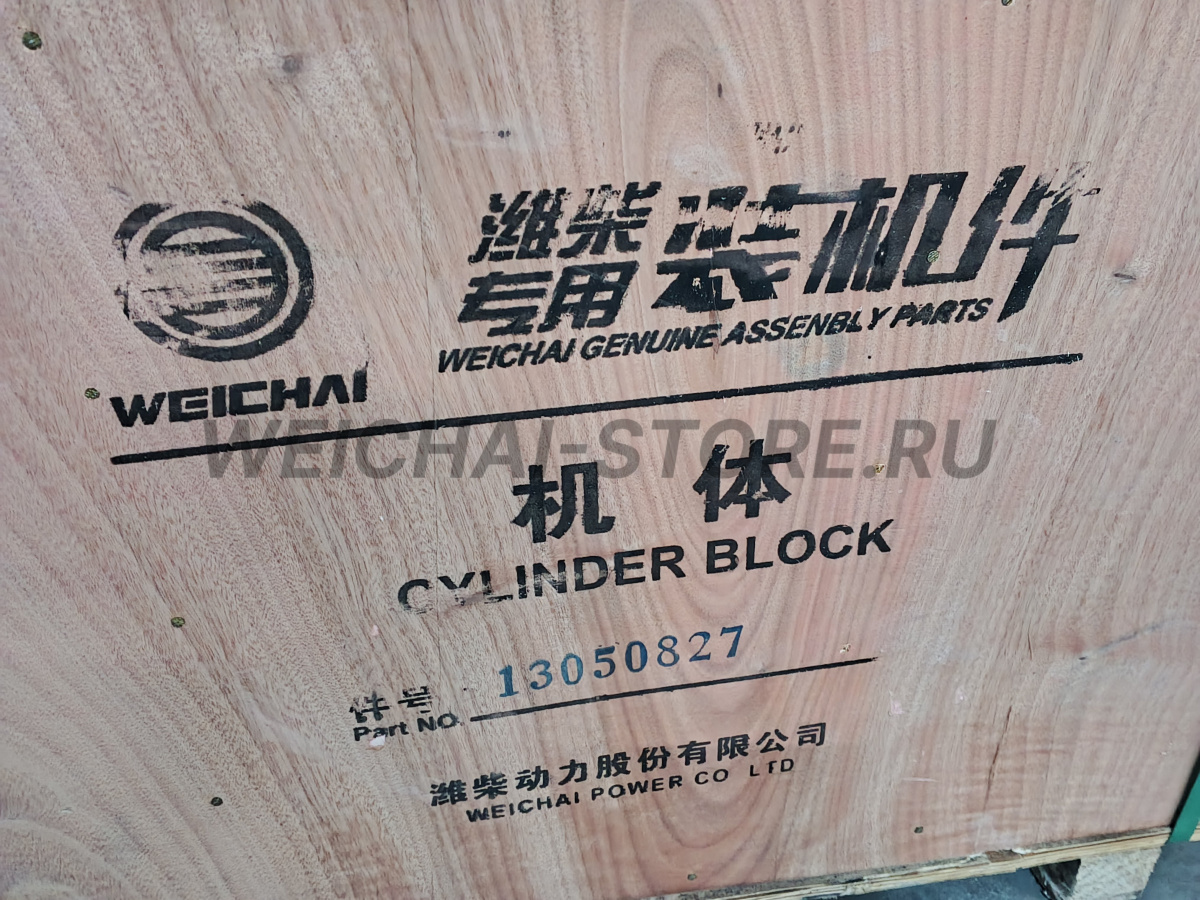 潍柴
专用
装机件
WEICHAI GENUINE ASSENBLY PARTS
WEICHAI
WEICHAI-STORE.RU
机 体
CYLINDER BLOCK
件号
Part NO.
13050827
潍柴动力股份有限公司
WEICHAI POWER CO LTD